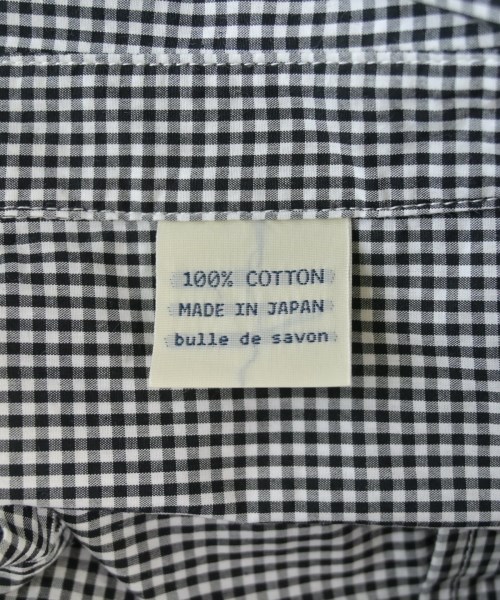 100% COTTON
MADE IN JAPAN
bulle de savon